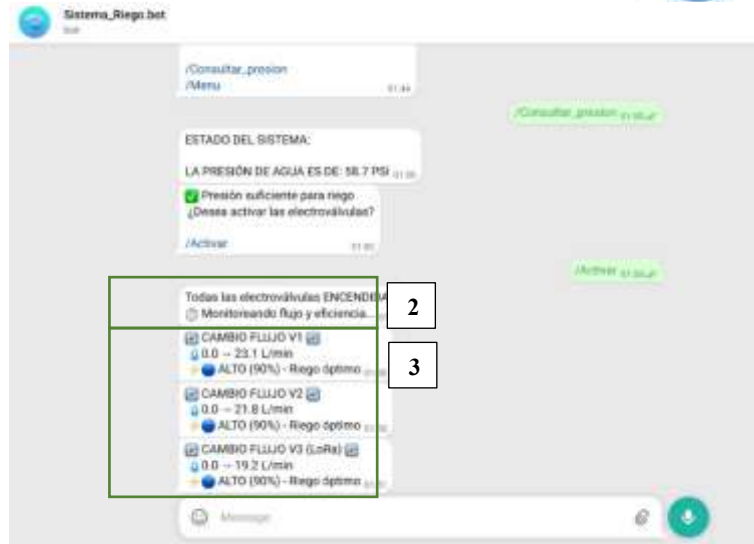 Sistema_Riego.bot
bot
/Consultar_presion
/Menu
/Consultar_presion
ESTADO DEL SISTEMA:
LA PRESIÓN DE AGUA ES DE: 58.7 PSI
✅ Presión suficiente para riego
¿Desea activar las electroválvulas?
/Activar
/Activar
Todas las electroválvulas ENCENDIDA
⏱ Monitoreando flujo y eficiencia...
2
CAMBIO FLUJO V1
0.0 → 23.1 L/min
ALTO (90%) - Riego óptimo
3
CAMBIO FLUJO V2
0.0 → 21.8 L/min
ALTO (90%) - Riego óptimo
CAMBIO FLUJO V3 (LoRa)
0.0 → 19.2 L/min
ALTO (90%) - Riego óptimo
Message